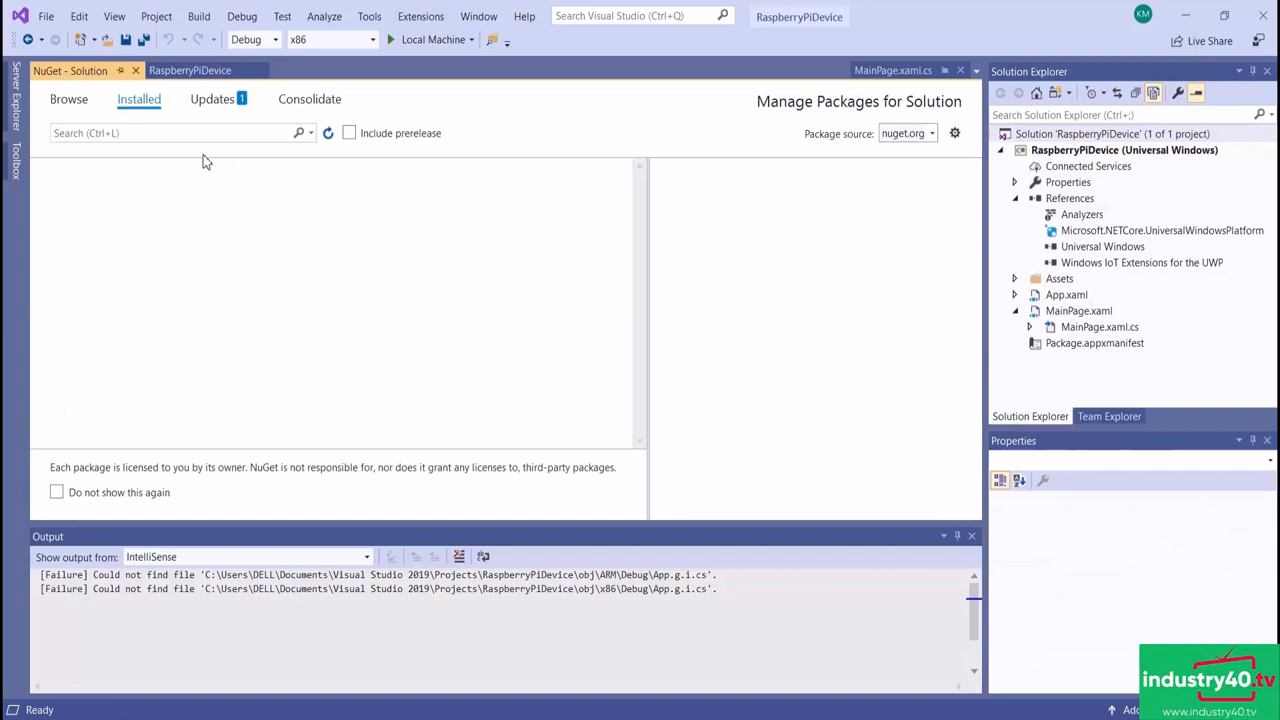 File Edit View Project Build Debug Test Analyze Tools Extensions Window Help Search Visual Studio (Ctrl+Q) RaspberryPiDevice KM
Debug x86 Local Machine Live Share
Server Explorer
Toolbox
NuGet - Solution RaspberryPiDevice MainPage.xaml.cs
Browse Installed Updates 1 Consolidate Manage Packages for Solution
Search (Ctrl+L) Include prerelease Package source: nuget.org
Each package is licensed to you by its owner. NuGet is not responsible for, nor does it grant any licenses to, third-party packages.
Do not show this again
Solution Explorer
Search Solution Explorer (Ctrl+;)
Solution 'RaspberryPiDevice' (1 of 1 project)
RaspberryPiDevice (Universal Windows)
Connected Services
Properties
References
Analyzers
Microsoft.NETCore.UniversalWindowsPlatform
Universal Windows
Windows IoT Extensions for the UWP
Assets
App.xaml
MainPage.xaml
MainPage.xaml.cs
Package.appxmanifest
Solution Explorer Team Explorer
Properties
Output
Show output from: IntelliSense
[Failure] Could not find file 'C:\Users\DELL\Documents\Visual Studio 2019\Projects\RaspberryPiDevice\obj\ARM\Debug\App.g.i.cs'.
[Failure] Could not find file 'C:\Users\DELL\Documents\Visual Studio 2019\Projects\RaspberryPiDevice\obj\x86\Debug\App.g.i.cs'.
Ready
industry40.tv
www.industry40.tv